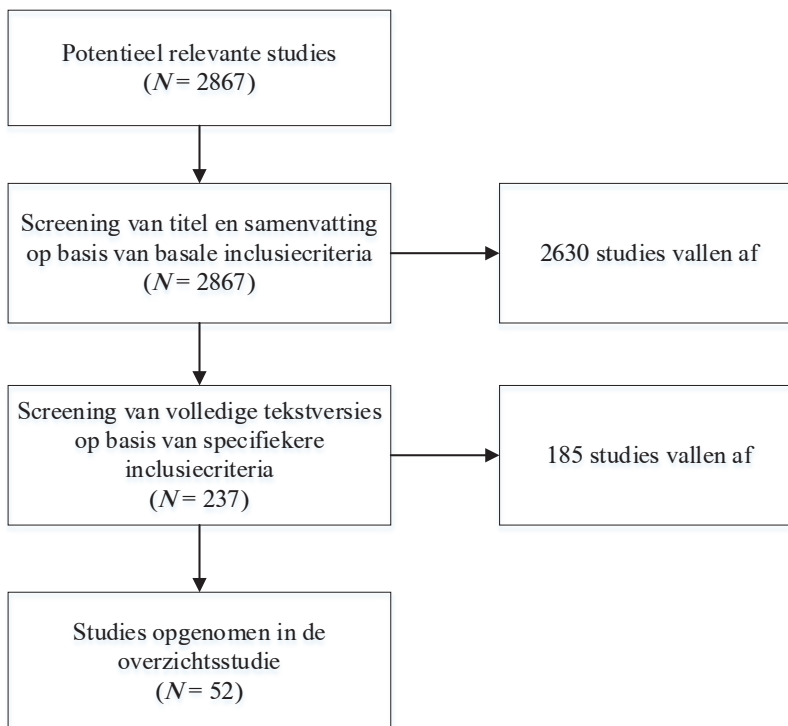 Potentieel relevante studies
(N = 2867)
Screening van titel en samenvatting
op basis van basale inclusiecriteria
(N = 2867)
2630 studies vallen af
Screening van volledige tekstversies
op basis van specifiekere
inclusiecriteria
(N = 237)
185 studies vallen af
Studies opgenomen in de
overzichtsstudie
(N = 52)